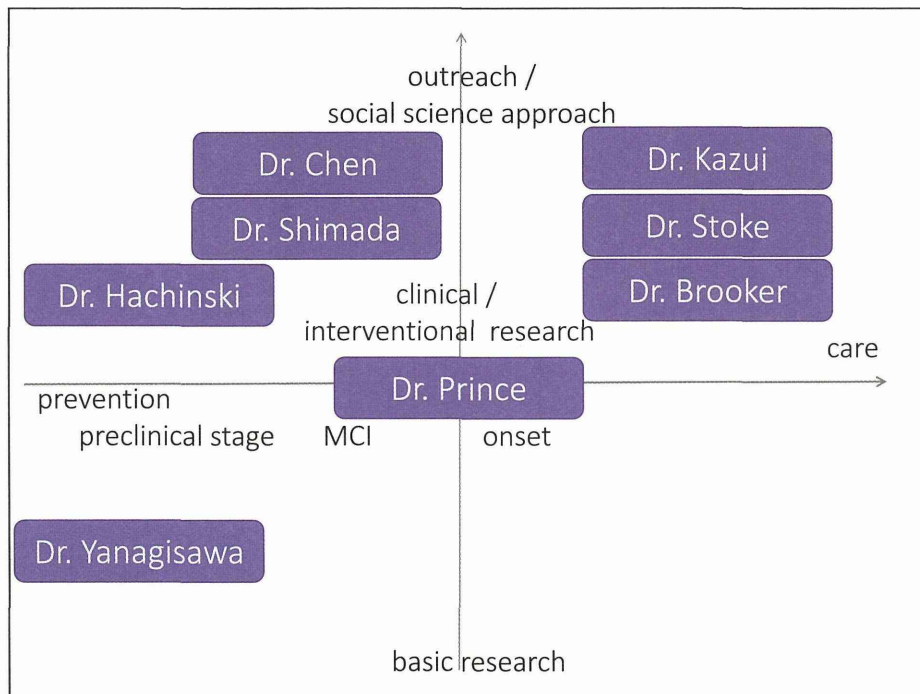 outreach /
social science approach
Dr. Chen
Dr. Kazui
Dr. Shimada
Dr. Stoke
Dr. Hachinski
Dr. Brooker
clinical /
interventional research
care
Dr. Prince
prevention
preclinical stage
MCI
onset
Dr. Yanagisawa
basic research